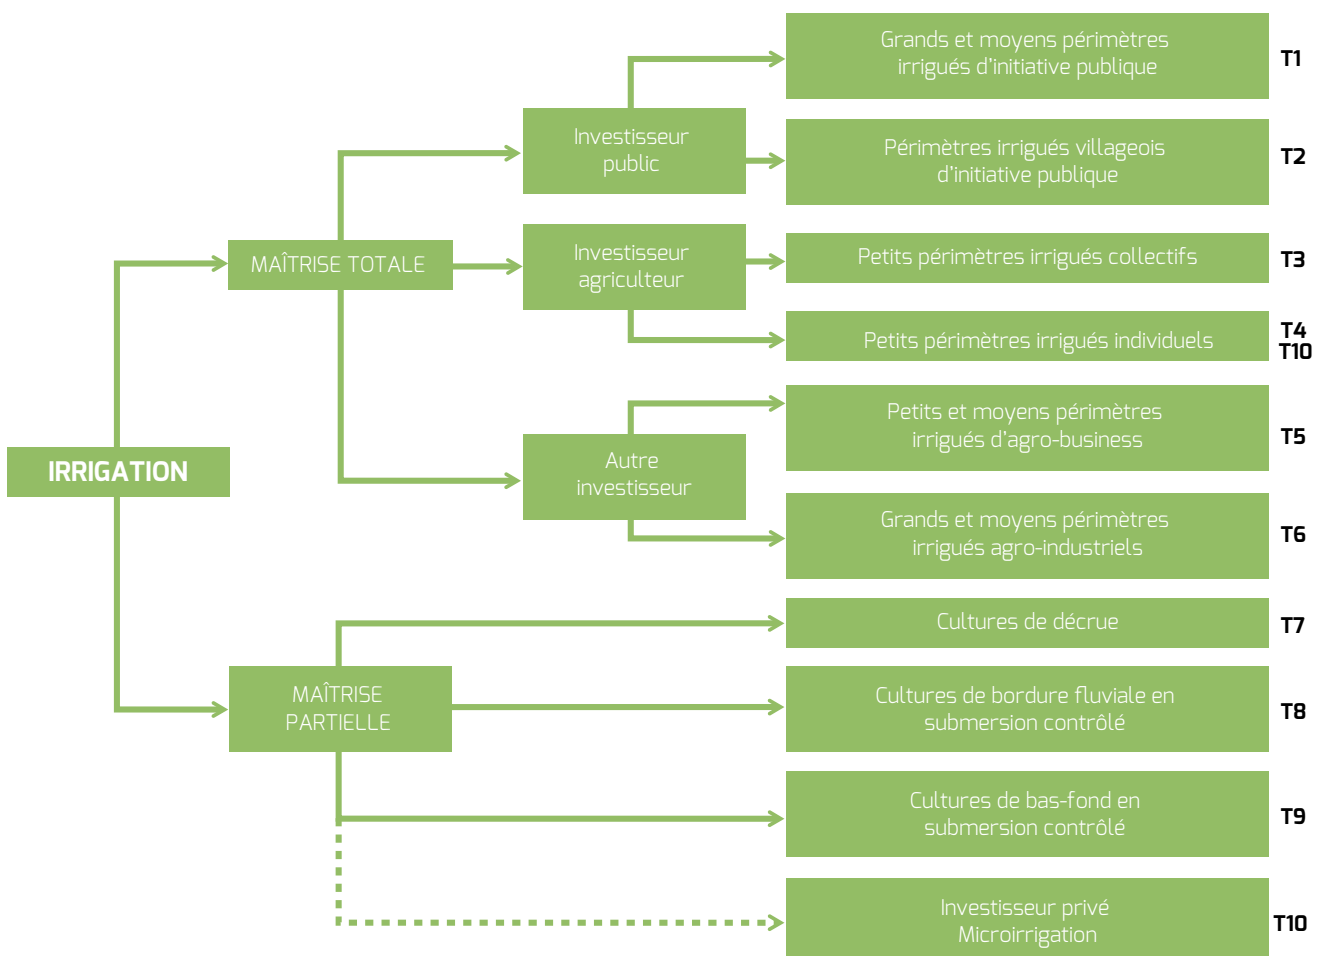 Grands et moyens périmètres
irrigués d'initiative publique
T1
Investisseur
public
Périmètres irrigués villageois
d'initiative publique
T2
MAÎTRISE TOTALE
Investisseur
agriculteur
Petits périmètres irrigués collectifs
T3
Petits périmètres irrigués individuels
T4
T10
Petits et moyens périmètres
irrigués d'agro-business
T5
IRRIGATION
Autre
investisseur
Grands et moyens périmètres
irrigués agro-industriels
T6
Cultures de décrue
T7
MAÎTRISE
PARTIELLE
Cultures de bordure fluviale en
submersion contrôlé
T8
Cultures de bas-fond en
submersion contrôlé
T9
Investisseur privé
Microirrigation
T10